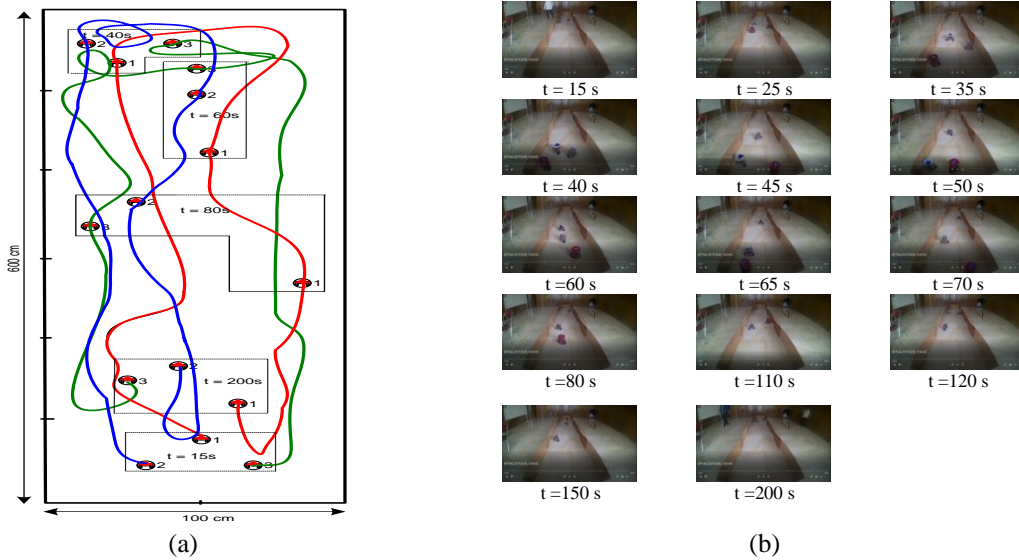 t = 40s
2
3
1
3
2
t = 60s
1
2
t = 80s
3
1
2
3
t = 200s
1
1
t = 15s
2
3
600 cm
100 cm
(a)
t = 15 s
t = 25 s
t = 35 s
t = 40 s
t = 45 s
t =50 s
t =60 s
t =65 s
t =70 s
t =80 s
t =110 s
t =120 s
t =150 s
t =200 s
(b)